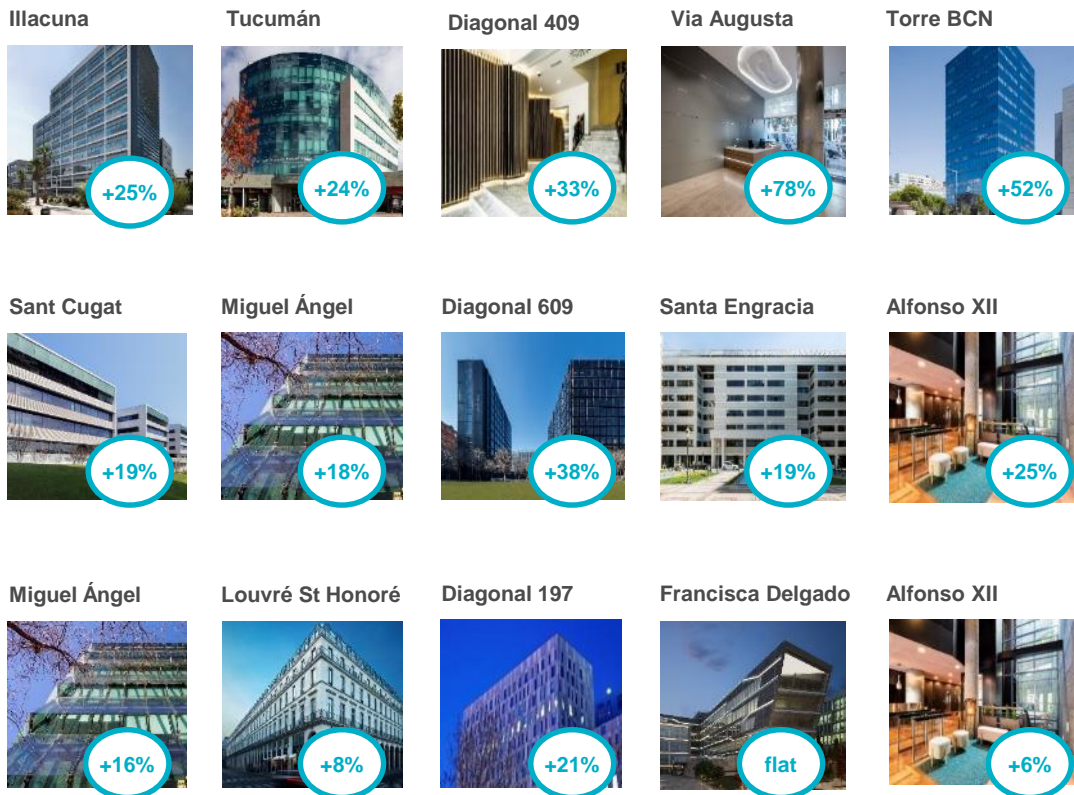 Illacuna
Tucumán
Diagonal 409
Via Augusta
Torre BCN
+25%
+24%
+33%
+78%
+52%
Sant Cugat
Miguel Ángel
Diagonal 609
Santa Engracia
Alfonso XII
+19%
+18%
+38%
+19%
+25%
Miguel Ángel
Louvré St Honoré
Diagonal 197
Francisca Delgado
Alfonso XII
+16%
+8%
+21%
flat
+6%